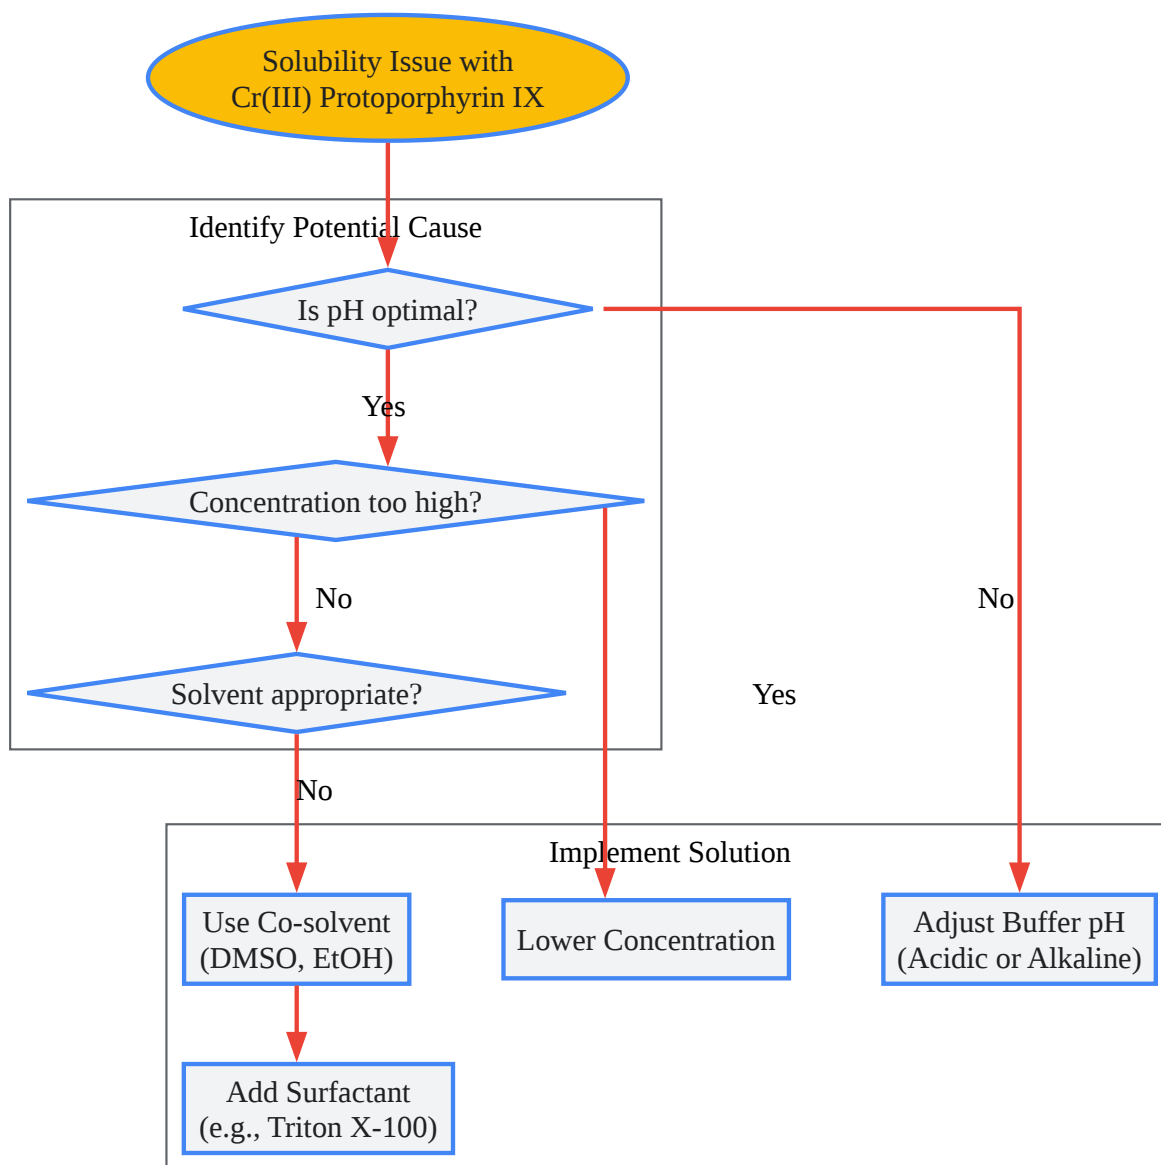 Solubility Issue with
Cr(III) Protoporphyrin IX
Identify Potential Cause
Is pH optimal?
Yes
Concentration too high?
No
No
Solvent appropriate?
Yes
No
Implement Solution
Use Co-solvent
(DMSO, EtOH)
Lower Concentration
Adjust Buffer pH
(Acidic or Alkaline)
Add Surfactant
(e.g., Triton X-100)